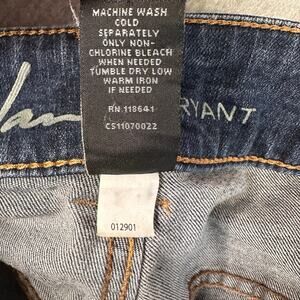 MACHINE WASH
COLD
SEPARATELY
ONLY NON-
CHLORINE BLEACH
WHEN NEEDED
TUMBLE DRY LOW
WARM IRON
IF NEEDED
RN 118641
CS11070022
RYANT
012901